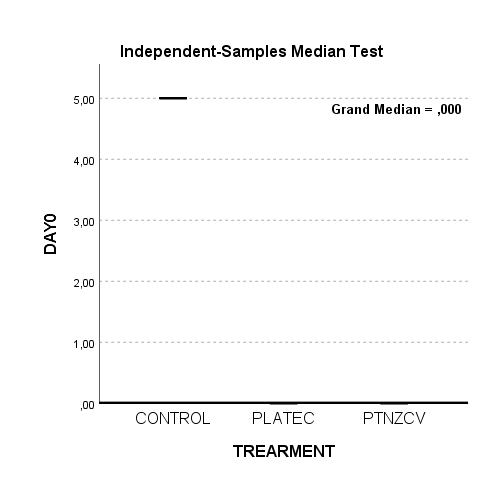 Independent-Samples Median Test
5,00
Grand Median = ,000
4,00
3,00
2,00
1,00
,00
DAY0
CONTROL PLATEC PTNZCV
TREARMENT